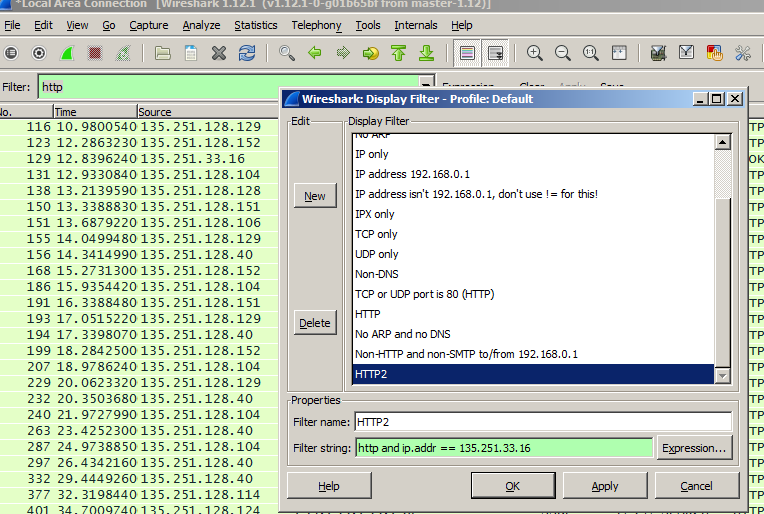 *Local Area Connection [Wireshark 1.12.1 (v1.12.1-0-g01b65bf from master-1.12)]
File Edit View Go Capture Analyze Statistics Telephony Tools Internals Help
Filter: http Expression... Clear Apply Save
No. Time Source
116 10.9800540 135.251.128.129
123 12.2863230 135.251.128.152
129 12.8396240 135.251.33.16
131 12.9330840 135.251.128.104
138 13.2139590 135.251.128.128
150 13.3388830 135.251.128.151
151 13.6879220 135.251.128.106
155 14.0499480 135.251.128.129
156 14.3414990 135.251.128.40
168 15.2731300 135.251.128.152
186 15.9354420 135.251.128.104
191 16.3388480 135.251.128.151
193 17.0515220 135.251.128.129
194 17.3398070 135.251.128.40
199 18.2842500 135.251.128.152
207 18.9786240 135.251.128.104
229 20.0623320 135.251.128.129
232 20.3503680 135.251.128.40
240 21.9727990 135.251.128.104
263 23.4252300 135.251.128.40
287 24.9738850 135.251.128.104
297 26.4342160 135.251.128.40
332 29.4449260 135.251.128.40
377 32.3198440 135.251.128.114
401 34.7009740 135.251.128.124
Wireshark: Display Filter - Profile: Default
Edit
New
Delete
Display Filter
No ARP
IP only
IP address 192.168.0.1
IP address isn't 192.168.0.1, don't use != for this!
IPX only
TCP only
UDP only
Non-DNS
TCP or UDP port is 80 (HTTP)
HTTP
No ARP and no DNS
Non-HTTP and non-SMTP to/from 192.168.0.1
HTTP2
Properties
Filter name: HTTP2
Filter string: http and ip.addr == 135.251.33.16 Expression...
Help OK Apply Cancel